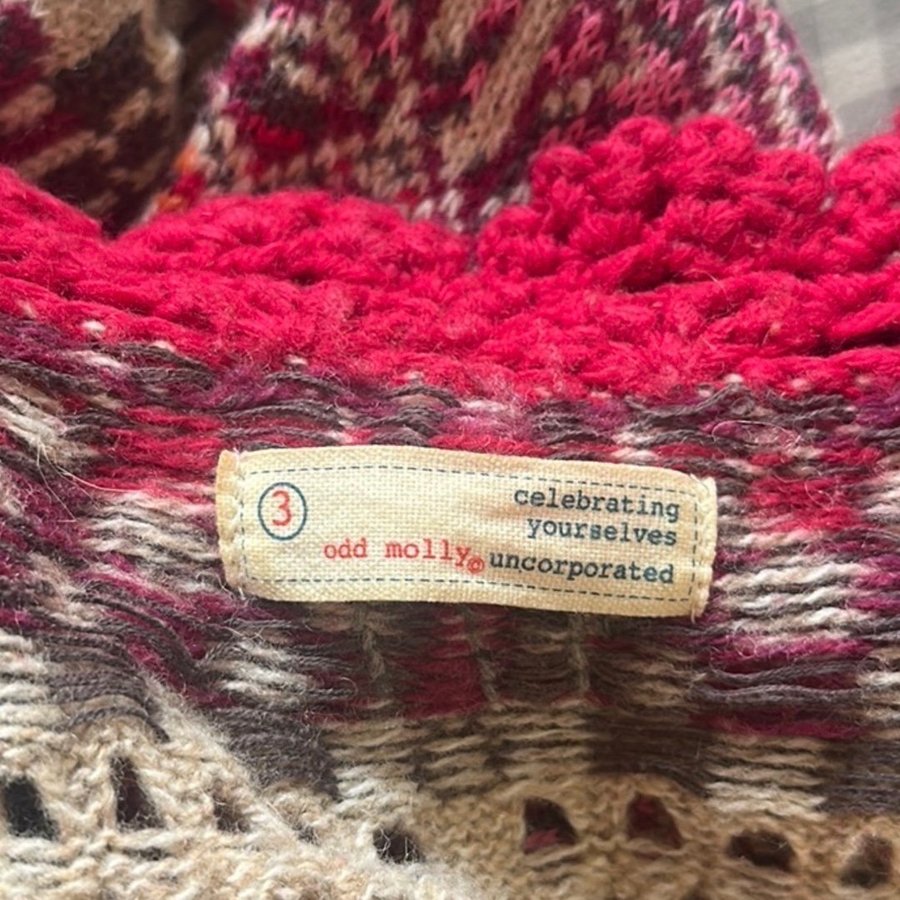 3
celebrating
yourselves
odd molly© uncorporated